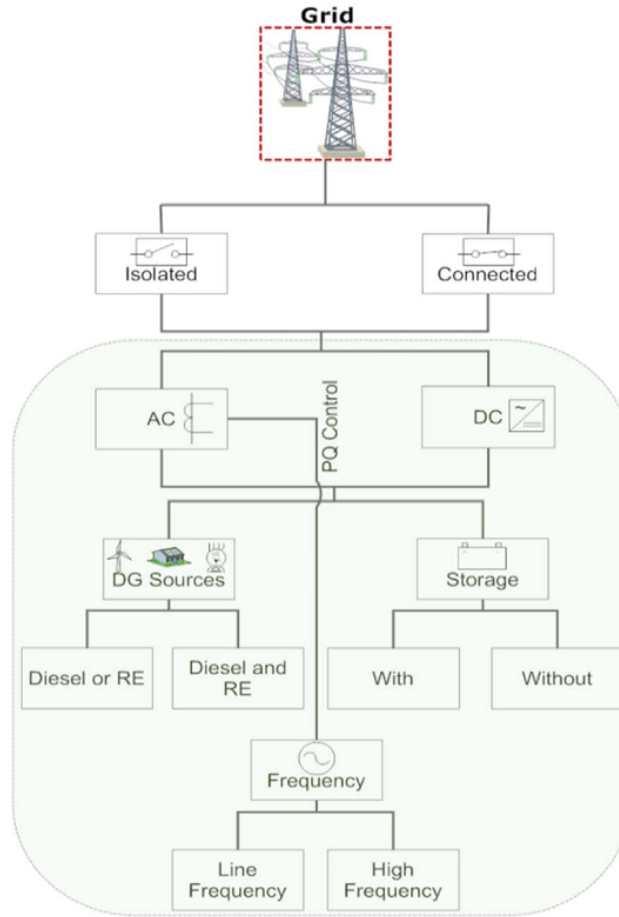 Grid
Isolated
Connected
AC
PQ Control
DC
DG Sources
Storage
Diesel or RE
Diesel and
RE
With
Without
Frequency
Line
Frequency
High
Frequency